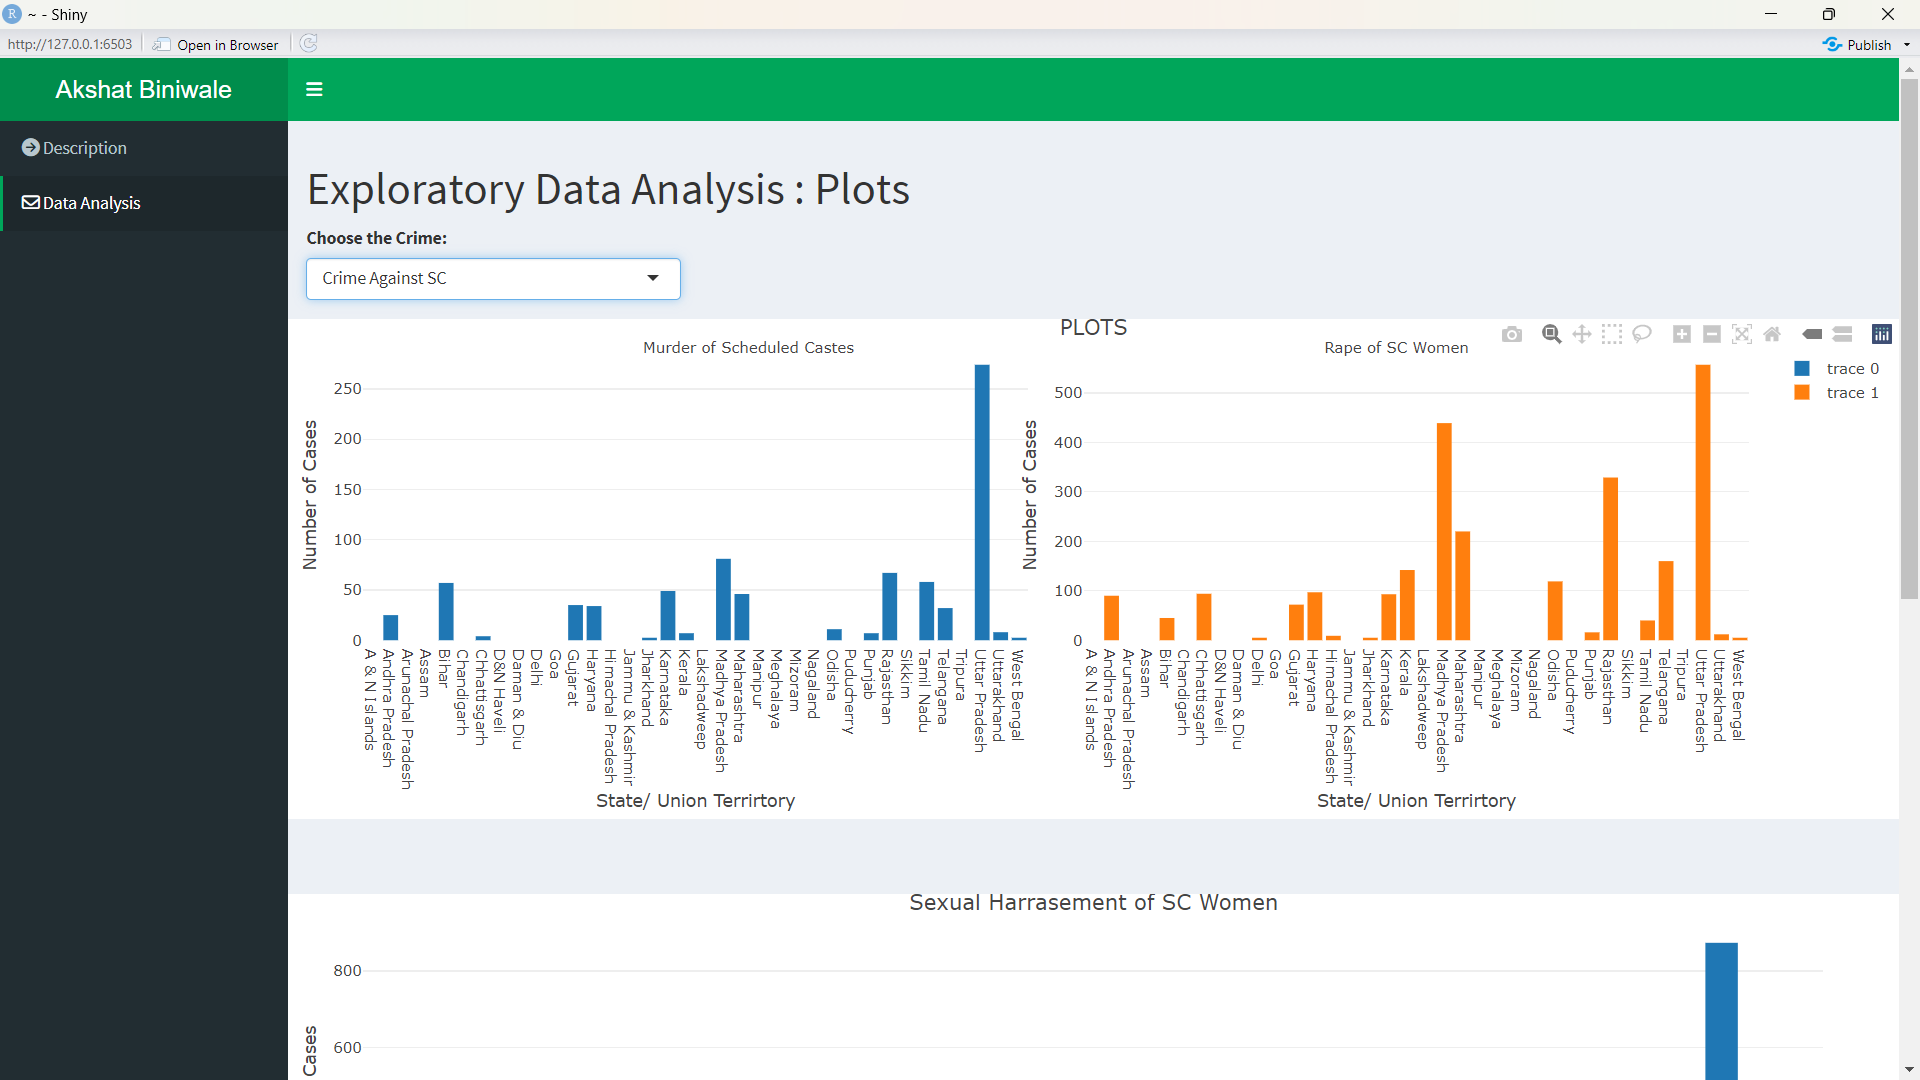 ~ - Shiny
http://127.0.0.1:6503
Open in Browser
Publish
Akshat Biniwale
Description
Data Analysis
Exploratory Data Analysis : Plots
Choose the Crime:
Crime Against SC
PLOTS
Murder of Scheduled Castes
Number of Cases
250
200
150
100
50
0
A & N Islands
Andhra Pradesh
Arunachal Pradesh
Assam
Bihar
Chandigarh
Chhattisgarh
D&N Haveli
Daman & Diu
Delhi
Goa
Gujarat
Haryana
Himachal Pradesh
Jammu & Kashmir
Jharkhand
Karnataka
Kerala
Lakshadweep
Madhya Pradesh
Maharashtra
Manipur
Meghalaya
Mizoram
Nagaland
Odisha
Puducherry
Punjab
Rajasthan
Sikkim
Tamil Nadu
Telangana
Tripura
Uttar Pradesh
Uttarakhand
West Bengal
State/ Union Terrirtory
Rape of SC Women
Number of Cases
500
400
300
200
100
0
A & N Islands
Andhra Pradesh
Arunachal Pradesh
Assam
Bihar
Chandigarh
Chhattisgarh
D&N Haveli
Daman & Diu
Delhi
Goa
Gujarat
Haryana
Himachal Pradesh
Jammu & Kashmir
Jharkhand
Karnataka
Kerala
Lakshadweep
Madhya Pradesh
Maharashtra
Manipur
Meghalaya
Mizoram
Nagaland
Odisha
Puducherry
Punjab
Rajasthan
Sikkim
Tamil Nadu
Telangana
Tripura
Uttar Pradesh
Uttarakhand
West Bengal
State/ Union Terrirtory
trace 0
trace 1
Sexual Harrasement of SC Women
800
600
Cases